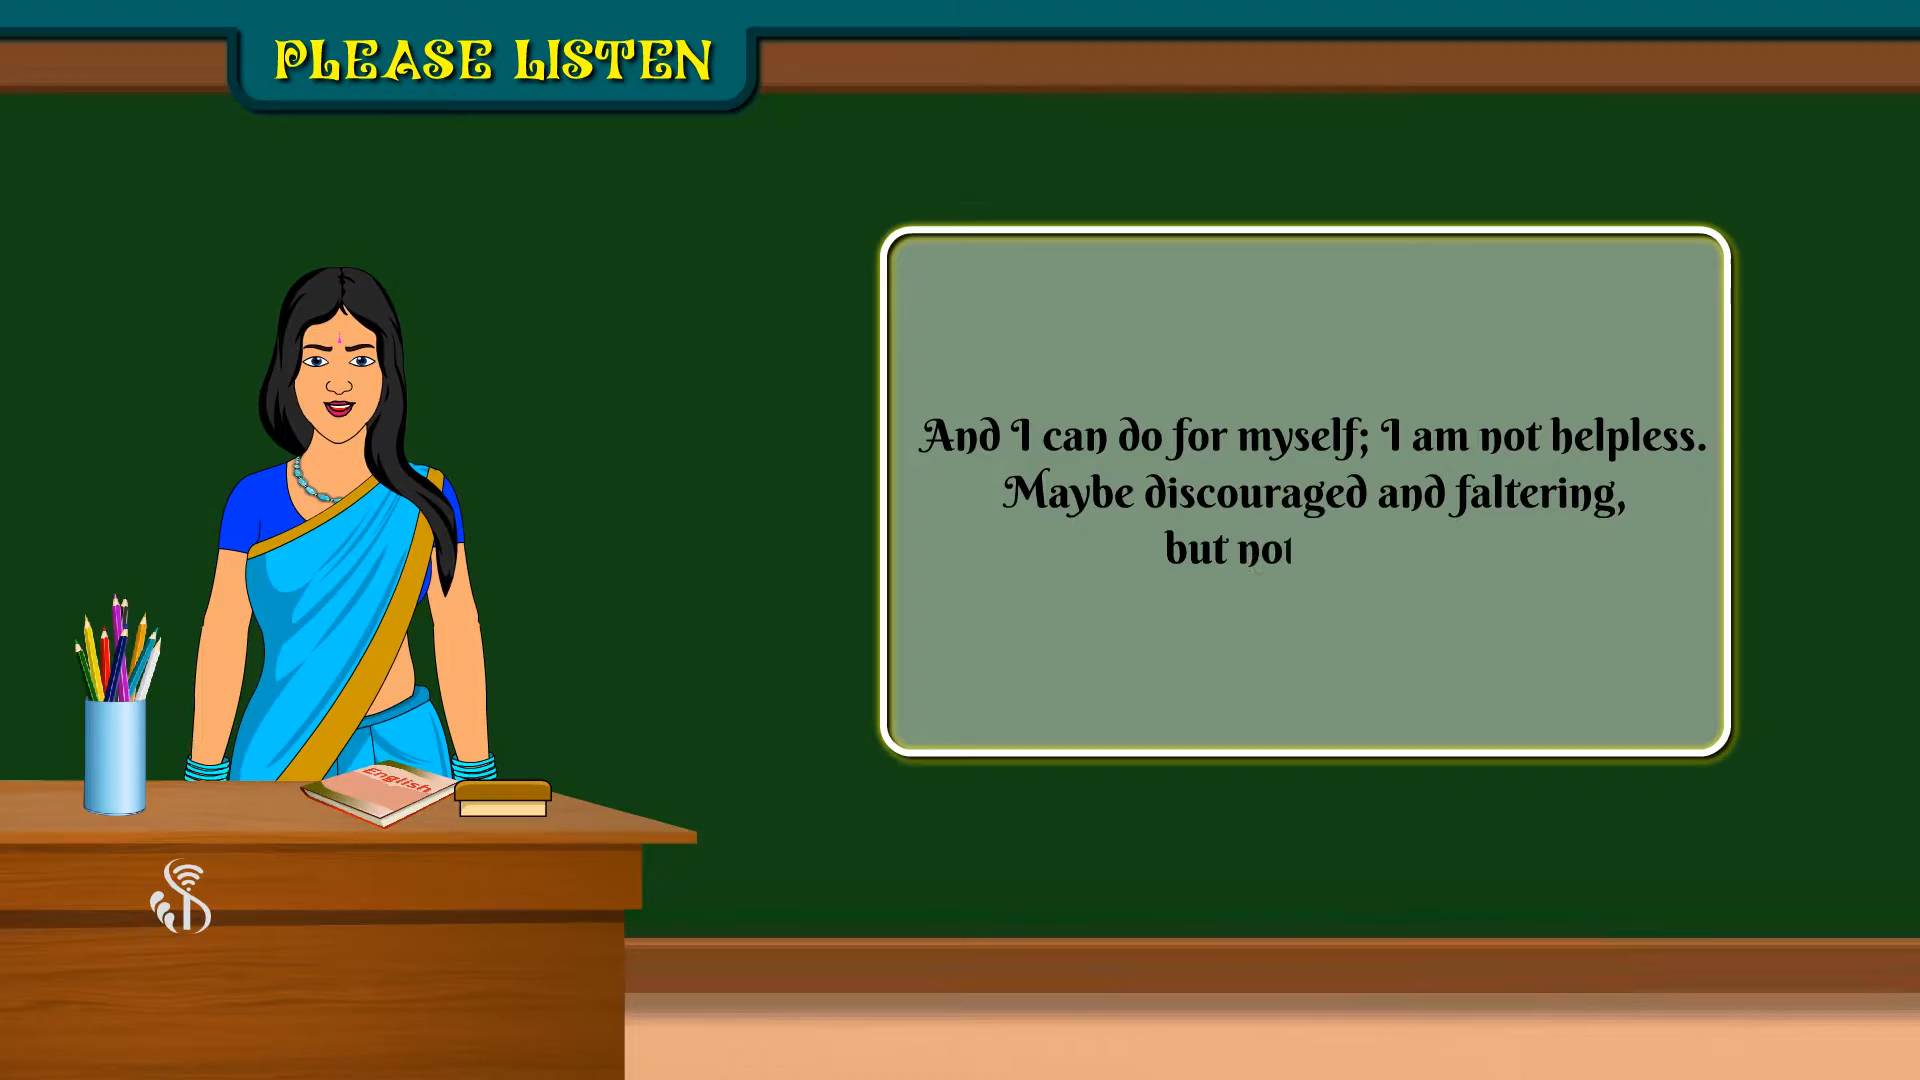 PLEASE LISTEN
And I can do for myself; I am not helpless.
Maybe discouraged and faltering,
but not
English